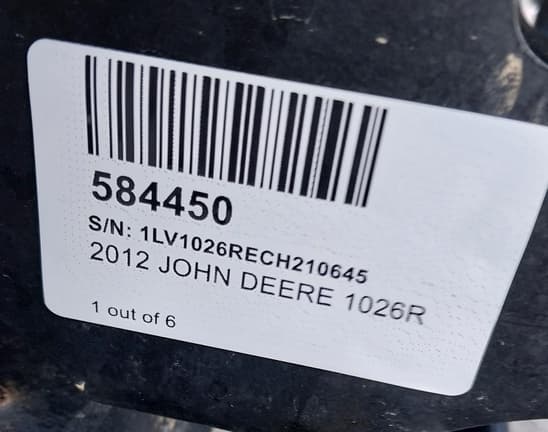 584450
S/N: 1LV1026RECH210645
2012 JOHN DEERE 1026R
1 out of 6